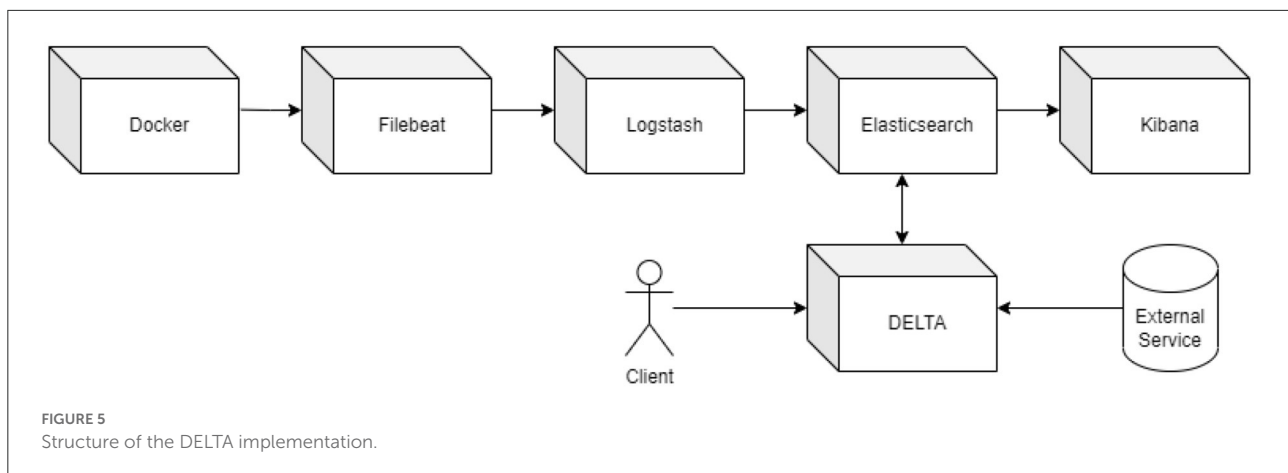 Docker
Filebeat
Logstash
Elasticsearch
Kibana
DELTA
External
Service
Client
FIGURE 5
Structure of the DELTA implementation.